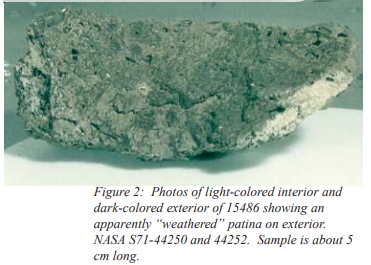 Figure 2:  Photos of light-colored interior and
dark-colored exterior of 15486 showing an
apparently “weathered” patina on exterior.
NASA S71-44250 and 44252.  Sample is about 5
cm long.